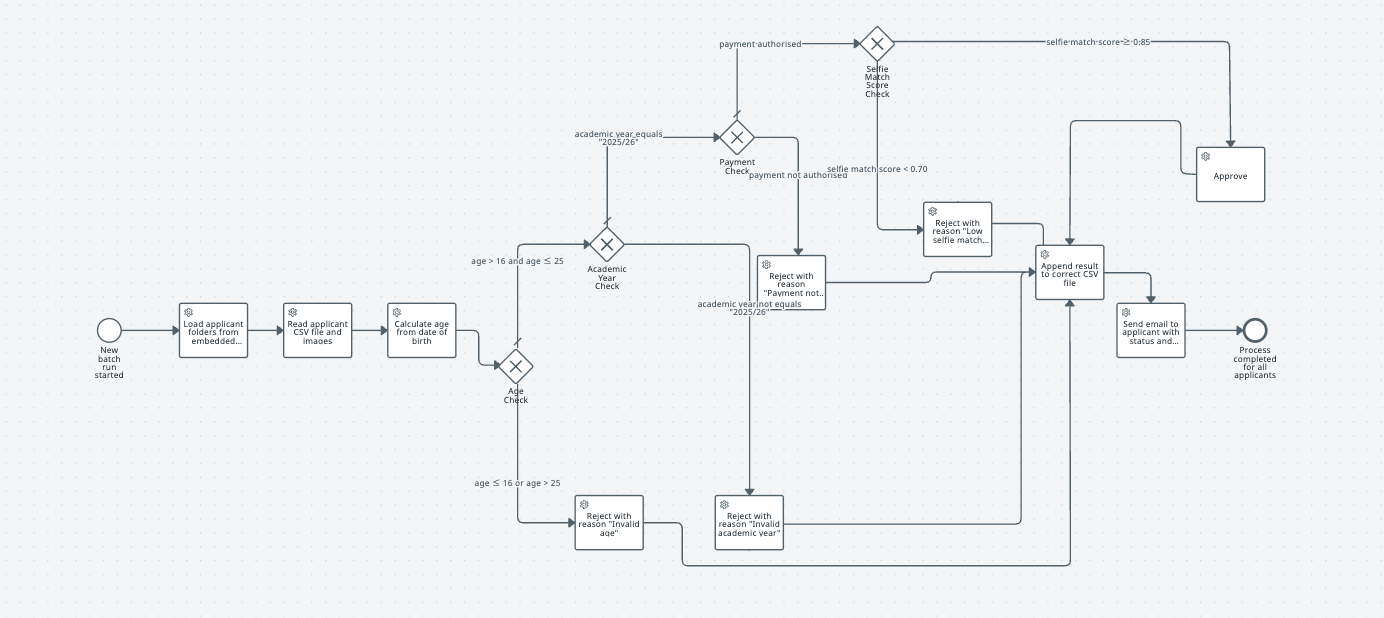 payment authorised
selfie match score ≥ 0.85
Selfie
Match
Score
Check
academic year equals
"2025/26"
Payment
Check
payment not authorised
selfie match score < 0.70
Approve
Reject with
reason "Low
selfie match...
age > 16 and age ≤ 25
Academic
Year
Check
Reject with
reason
"Payment not..
Append result
to correct CSV
file
academic year not equals
"2025/26"
New
batch
run
started
Load applicant
folders from
embedded...
Read applicant
CSV file and
images
Calculate age
from date of
birth
Age
Check
Send email to
applicant with
status and...
Process
completed
for all
applicants
age ≤ 16 or age > 25
Reject with
reason "Invalid
age"
Reject with
reason "Invalid
academic year"